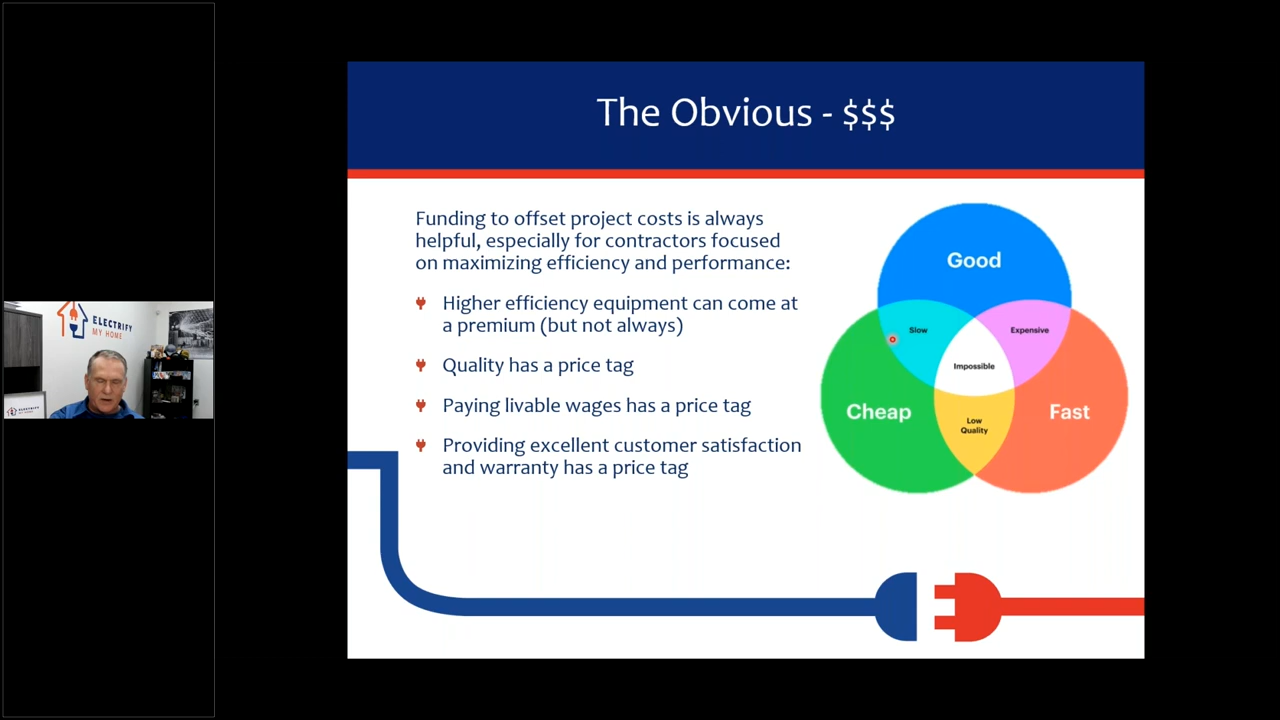 The Obvious - $$$
Funding to offset project costs is always
helpful, especially for contractors focused
on maximizing efficiency and performance:
Higher efficiency equipment can come at
a premium (but not always)
Quality has a price tag
Paying livable wages has a price tag
Providing excellent customer satisfaction
and warranty has a price tag
Good
Slow
Expensive
Impossible
Cheap
Fast
Low
Quality
ELECTRIFY
MY HOME
ELECTRIFY